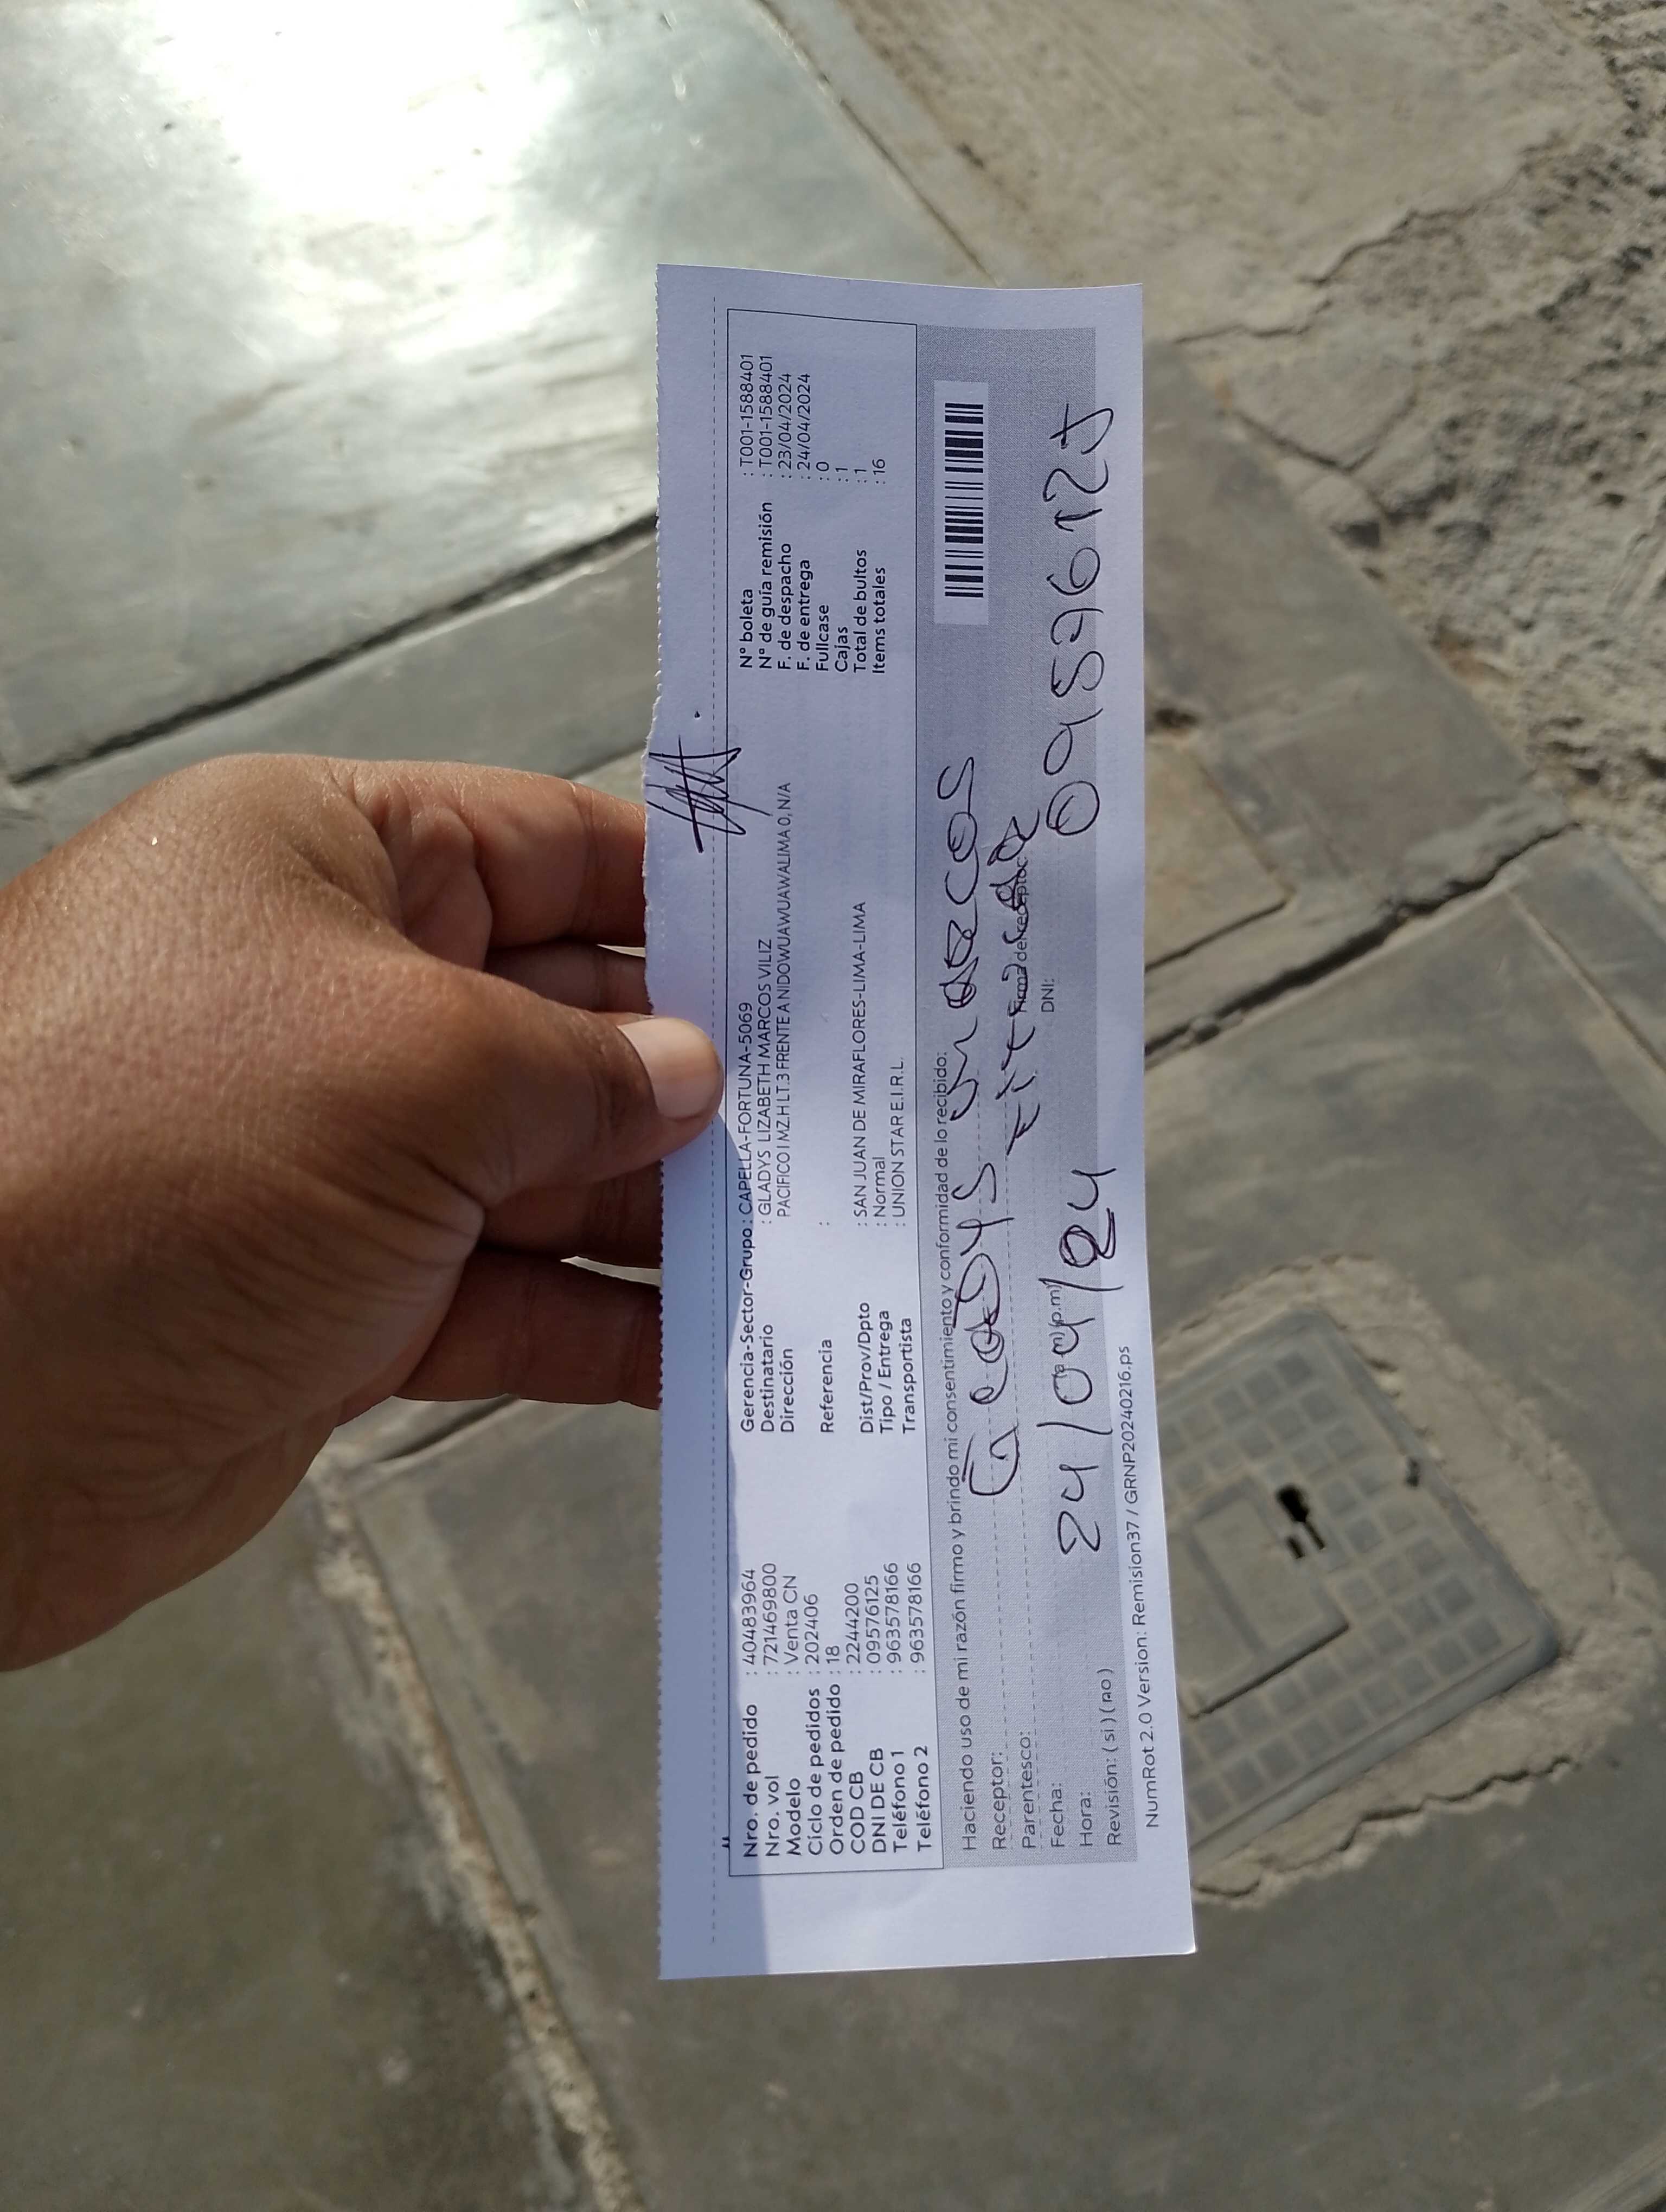 Nro. de pedido : 40483964
Nro. vol : 721469800
Modelo : Venta CN
Ciclo de pedidos : 202406
Orden de pedido : 18
COD CB : 2244200
DNI DE CB : 09576125
Teléfono 1 : 963578166
Teléfono 2 : 963578166
Gerencia-Sector-Grupo : CAPELLA-FORTUNA-5069
Destinatario : GLADYS LIZABETH MARCOS VILIZ
Dirección PACIFICO I MZ.H LT.3 FRENTE A NIDOWUAWUAWALIMA 0,N/A
Referencia :
Dist/Prov/Dpto : SAN JUAN DE MIRAFLORES-LIMA-LIMA
Tipo / Entrega : Normal
Transportista : UNION STAR E.I.R.L.
N° boleta : T001-1588401
N° de guía remisión : T001-1588401
F. de despacho : 23/04/2024
F. de entrega : 24/04/2024
Fullcase : 0
Cajas : 1
Total de bultos : 1
Items totales : 16
Haciendo uso de mi razón firmo y brindo mi consentimiento y conformidad de lo recibido:
Receptor: Gladys Marcos
Parentesco: Titular
Firma del receptor
Fecha: 24/04/24 DNI:
Hora: (a.m/p.m)
Revisión: ( si ) ( no )
NumRot 2.0 Version: Remision37 / GRNP20240216.ps